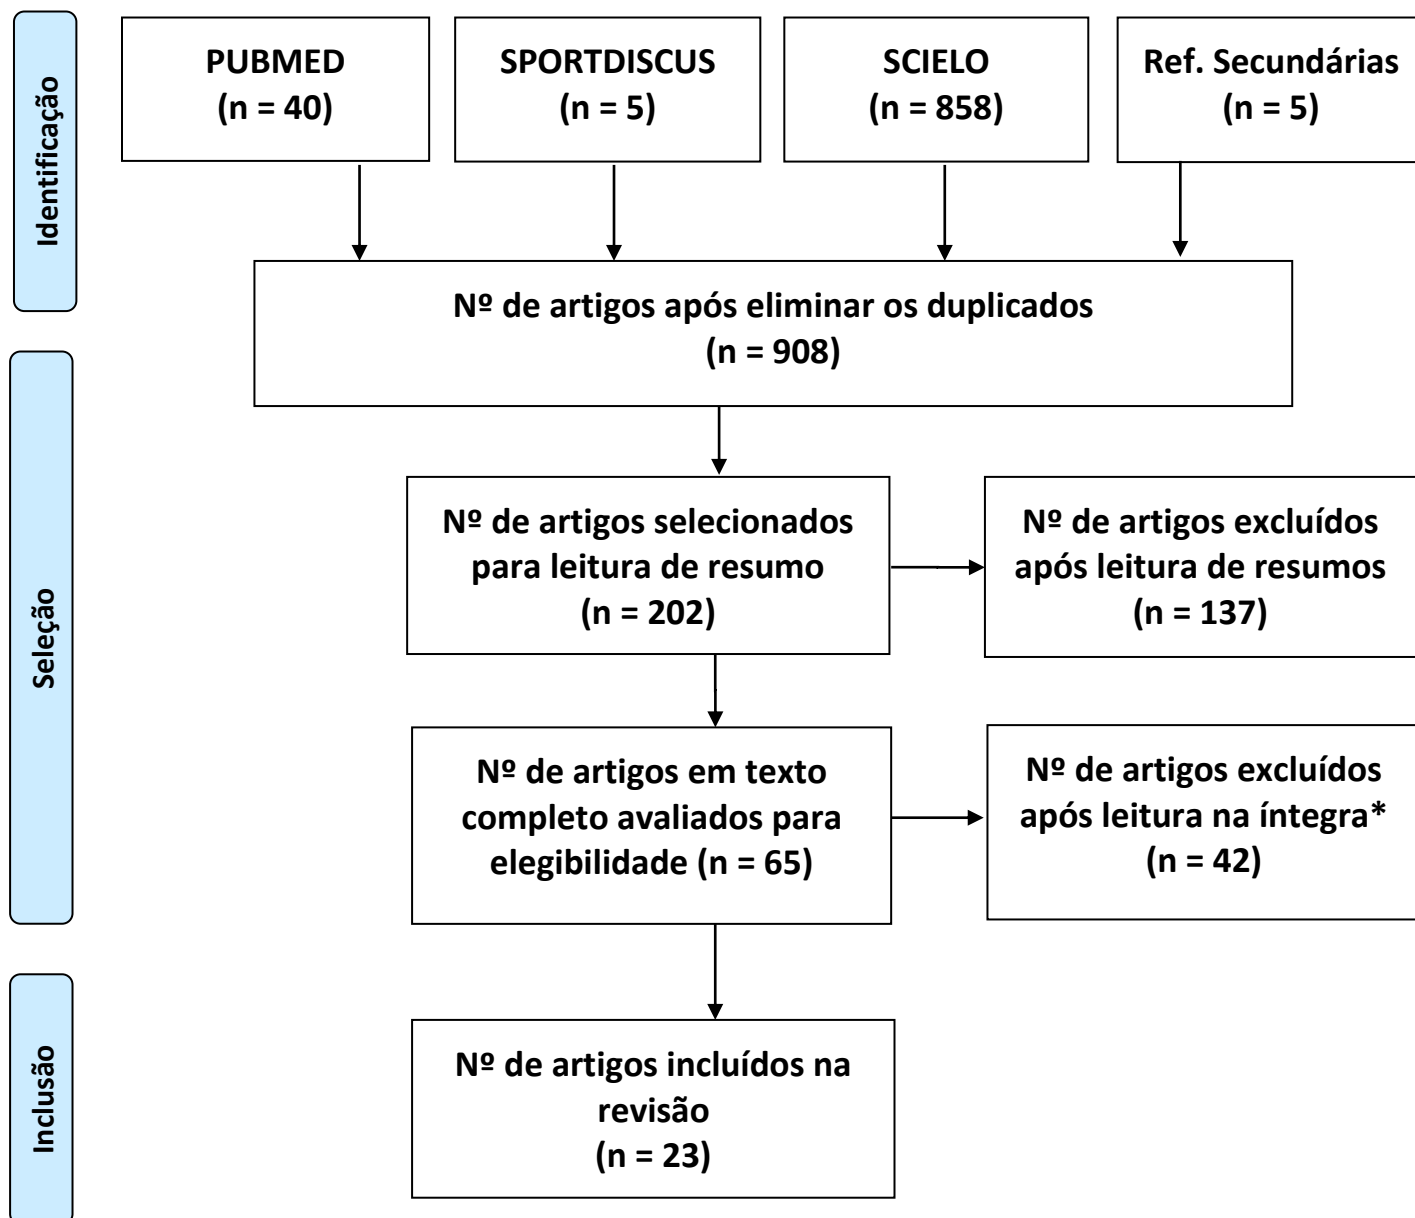 Identificação
PUBMED
(n = 40)
SPORTDISCUS
(n = 5)
SCIELO
(n = 858)
Ref. Secundárias
(n = 5)
Nº de artigos após eliminar os duplicados
(n = 908)
Seleção
Nº de artigos selecionados
para leitura de resumo
(n = 202)
Nº de artigos excluídos
após leitura de resumos
(n = 137)
Nº de artigos em texto
completo avaliados para
elegibilidade (n = 65)
Nº de artigos excluídos
após leitura na íntegra*
(n = 42)
Inclusão
Nº de artigos incluídos na
revisão
(n = 23)